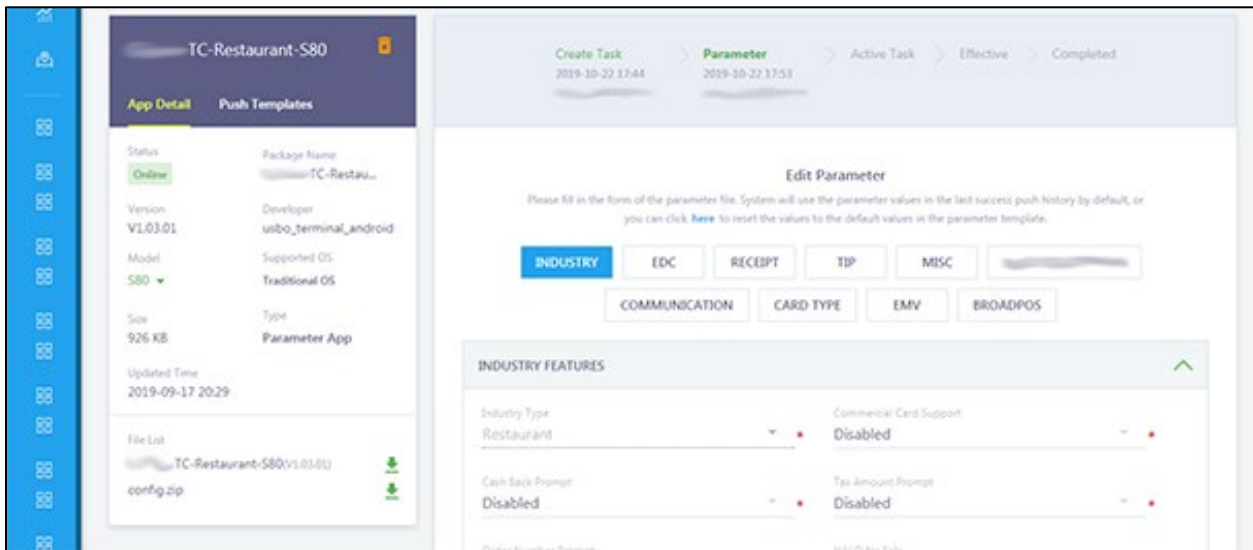 TC-Restaurant-S80
App Detail Push Templates
Status
Online
Package Name
TC-Restau...
Version
V1.03.01
Developer
usbo_terminal_android
Model
S80
Supported OS
Traditional OS
Size
926 KB
Type
Parameter App
Updated Time
2019-09-17 20:29
File List
TC-Restaurant-S80(V1.03.01)
config.zip
Create Task Parameter Active Task Effective Completed
2019-10-22 17:44 2019-10-22 17:53
Edit Parameter
Please fill in the form of the parameter file. System will use the parameter values in the last success push history by default, or
you can click here to reset the values to the default values in the parameter template.
INDUSTRY EDC RECEIPT TIP MISC
COMMUNICATION CARD TYPE EMV BROADPOS
INDUSTRY FEATURES
Industry Type Commercial Card Support
Restaurant Disabled
Cash Back Prompt Tax Amount Prompt
Disabled Disabled